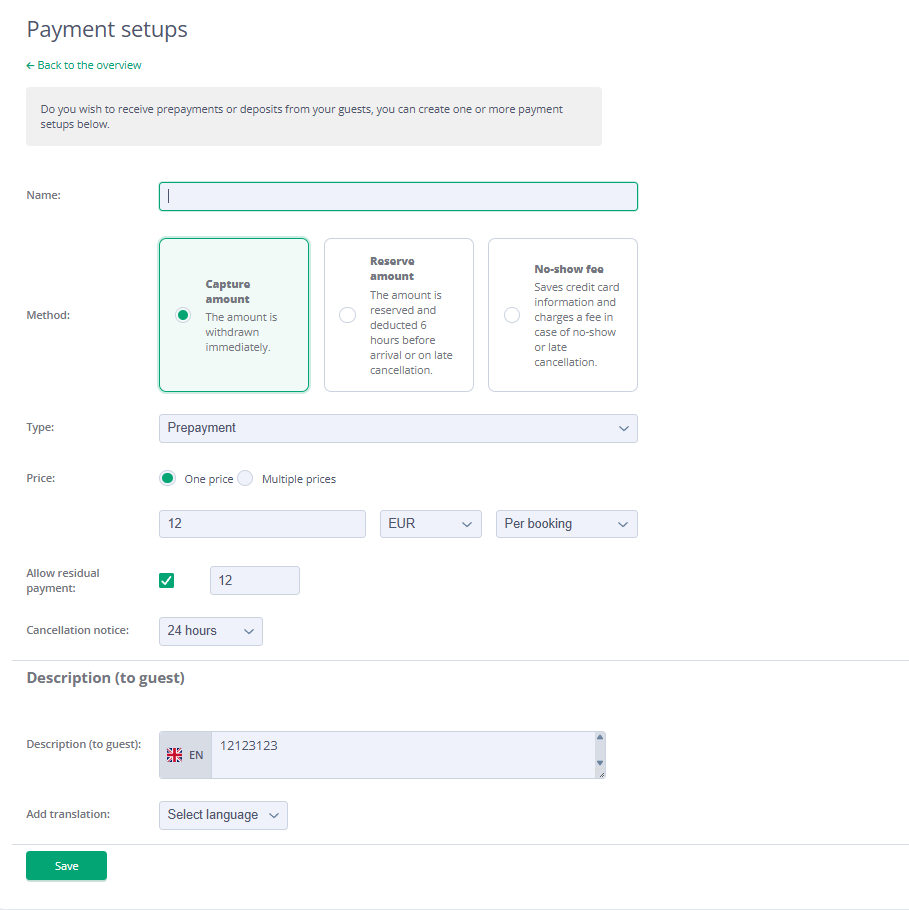 Payment setups
← Back to the overview
Do you wish to receive prepayments or deposits from your guests, you can create one or more payment
setups below.
Name:
Method:
Capture
amount
The amount is
withdrawn
immediately.
Reserve
amount
The amount is
reserved and
deducted 6
hours before
arrival or on late
cancellation.
No-show fee
Saves credit card
information and
charges a fee in
case of no-show
or late
cancellation.
Type:
Prepayment
Price:
One price
Multiple prices
12
EUR
Per booking
Allow residual
payment:
12
Cancellation notice:
24 hours
Description (to guest)
Description (to guest):
EN
12123123
Add translation:
Select language
Save